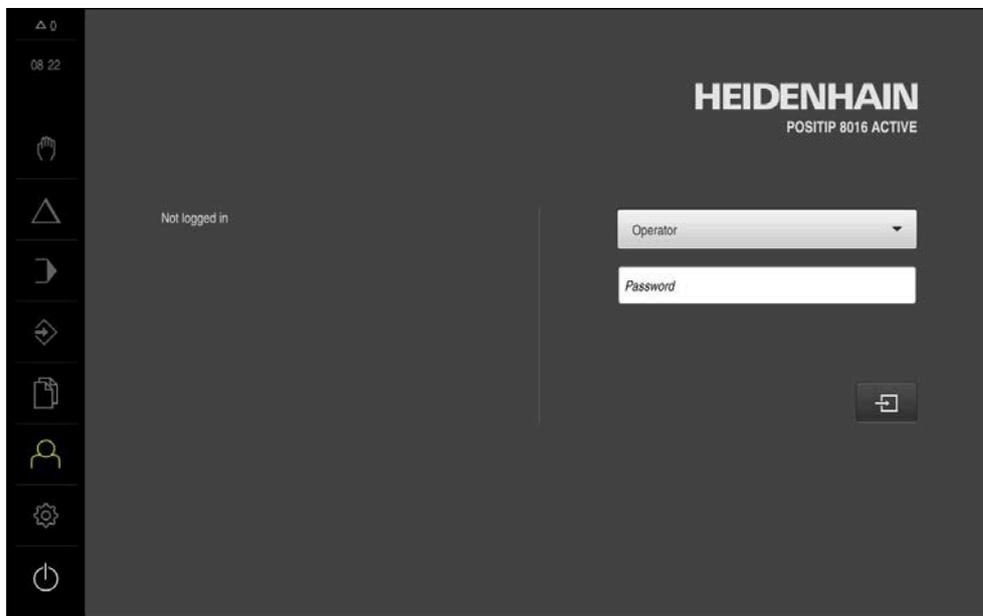 0
08 22
HEIDENHAIN
POSITIP 8016 ACTIVE
Not logged in
Operator
Password